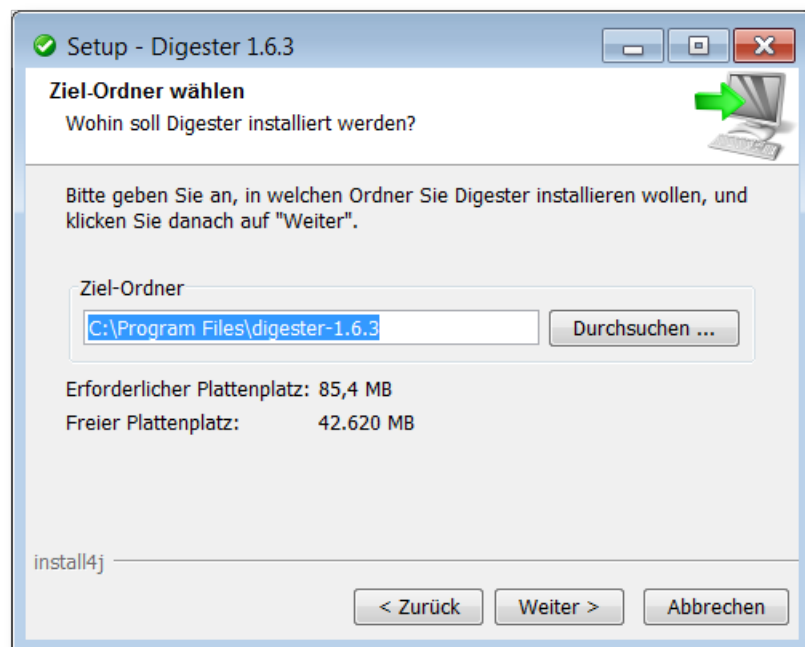 Setup - Digester 1.6.3
Ziel-Ordner wählen
Wohin soll Digester installiert werden?
Bitte geben Sie an, in welchen Ordner Sie Digester installieren wollen, und
klicken Sie danach auf "Weiter".
Ziel-Ordner
C:\Program Files\digester-1.6.3
Durchsuchen ...
Erforderlicher Plattenplatz: 85,4 MB
Freier Plattenplatz: 42.620 MB
install4j
< Zurück
Weiter >
Abbrechen